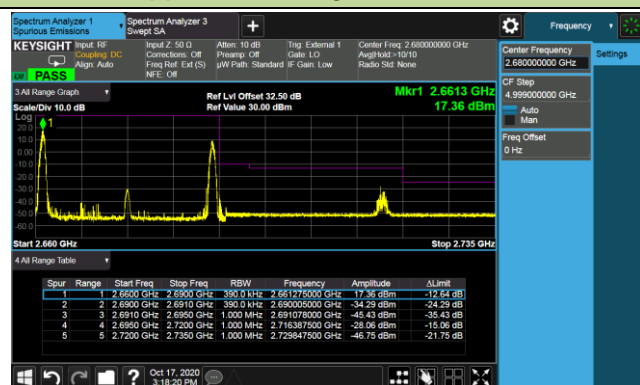 Spectrum Analyzer 1
Spurious Emissions
Spectrum Analyzer 3
Swept SA
Frequency
KEYSIGHT Input: RF Input Z: 50 Ω Atten: 10 dB Trig: External 1 Center Freq: 2.680000000 GHz
Coupling: DC Corrections: Off Preamp: Off Gate: LO Avg|Hold:>10/10
Align: Auto Freq Ref: Ext (S) µW Path: Standard IF Gain: Low Radio Std: None
NFE: Off
LV PASS
Center Frequency
2.680000000 GHz
Settings
CF Step
4.999000000 GHz
Auto
Man
Freq Offset
0 Hz
3 All Range Graph
Scale/Div 10.0 dB
Ref Lvl Offset 32.50 dB
Ref Value 30.00 dBm
Mkr1 2.6613 GHz
17.36 dBm
Log
1
20.0
10.0
0.00
-10.0
-20.0
-30.0
-40.0
-50.0
-60.0
Start 2.660 GHz Stop 2.735 GHz
4 All Range Table
Spur Range Start Freq Stop Freq RBW Frequency Amplitude ΔLimit
1 1 2.6600 GHz 2.6900 GHz 390.0 kHz 2.661275000 GHz 17.36 dBm -12.64 dB
2 2 2.6900 GHz 2.6910 GHz 390.0 kHz 2.690005000 GHz -34.29 dBm -24.29 dB
3 3 2.6910 GHz 2.6950 GHz 1.000 MHz 2.691078000 GHz -45.43 dBm -35.43 dB
4 4 2.6950 GHz 2.7200 GHz 1.000 MHz 2.716387500 GHz -28.06 dBm -15.06 dB
5 5 2.7200 GHz 2.7350 GHz 1.000 MHz 2.729847500 GHz -46.75 dBm -21.75 dB
Oct 17, 2020
3:18:20 PM